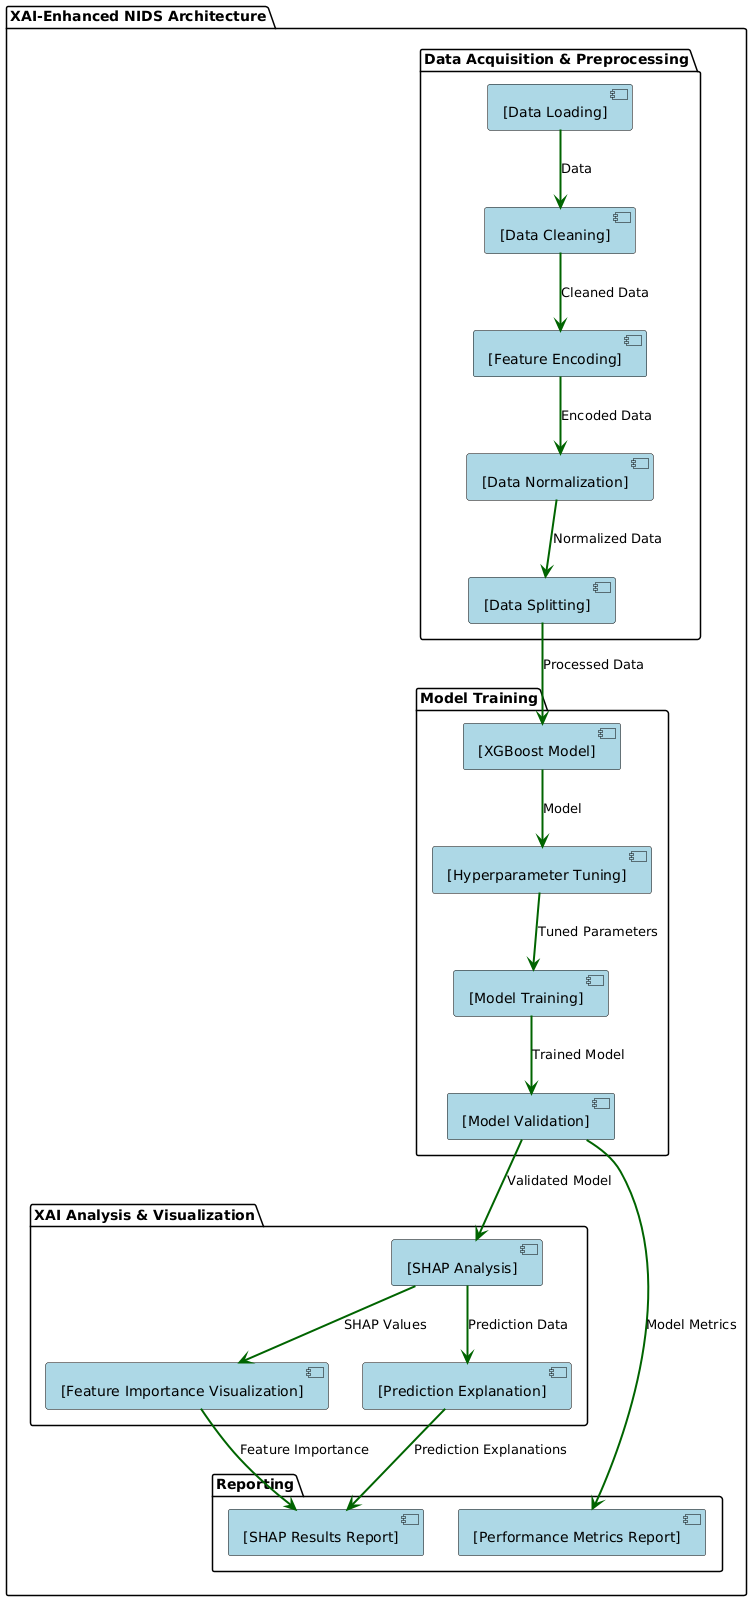 XAI-Enhanced NIDS Architecture
Data Acquisition & Preprocessing
[Data Loading]
Data
[Data Cleaning]
Cleaned Data
[Feature Encoding]
Encoded Data
[Data Normalization]
Normalized Data
[Data Splitting]
Processed Data
Model Training
[XGBoost Model]
Model
[Hyperparameter Tuning]
Tuned Parameters
[Model Training]
Trained Model
[Model Validation]
Validated Model
XAI Analysis & Visualization
[SHAP Analysis]
SHAP Values
Prediction Data
Model Metrics
[Feature Importance Visualization]
[Prediction Explanation]
Feature Importance
Prediction Explanations
Reporting
[SHAP Results Report]
[Performance Metrics Report]